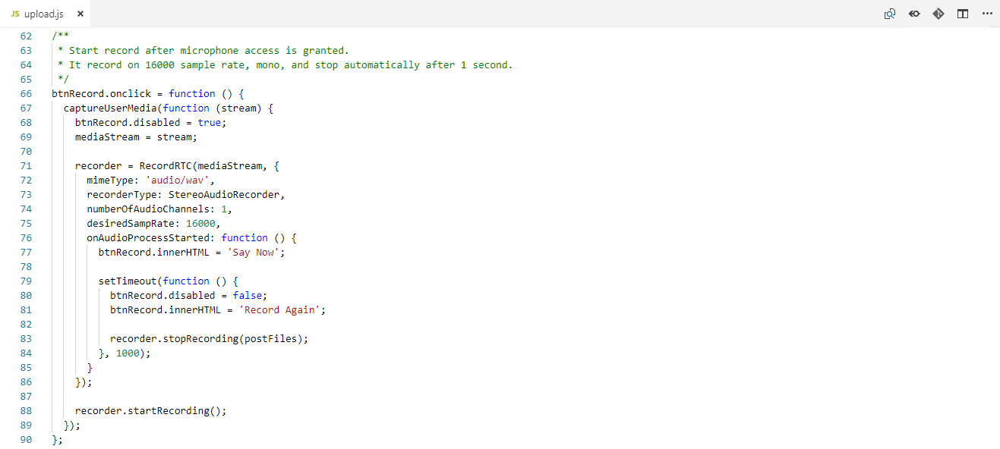 JS upload.js ×
62 /**
63 * Start record after microphone access is granted.
64 * It record on 16000 sample rate, mono, and stop automatically after 1 second.
65 */
66 btnRecord.onclick = function () {
67 captureUserMedia(function (stream) {
68 btnRecord.disabled = true;
69 mediaStream = stream;
70
71 recorder = RecordRTC(mediaStream, {
72 mimeType: 'audio/wav',
73 recorderType: StereoAudioRecorder,
74 numberOfAudioChannels: 1,
75 desiredSampRate: 16000,
76 onAudioProcessStarted: function () {
77 btnRecord.innerHTML = 'Say Now';
78
79 setTimeout(function () {
80 btnRecord.disabled = false;
81 btnRecord.innerHTML = 'Record Again';
82
83 recorder.stopRecording(postFiles);
84 }, 1000);
85 }
86 });
87
88 recorder.startRecording();
89 });
90 };